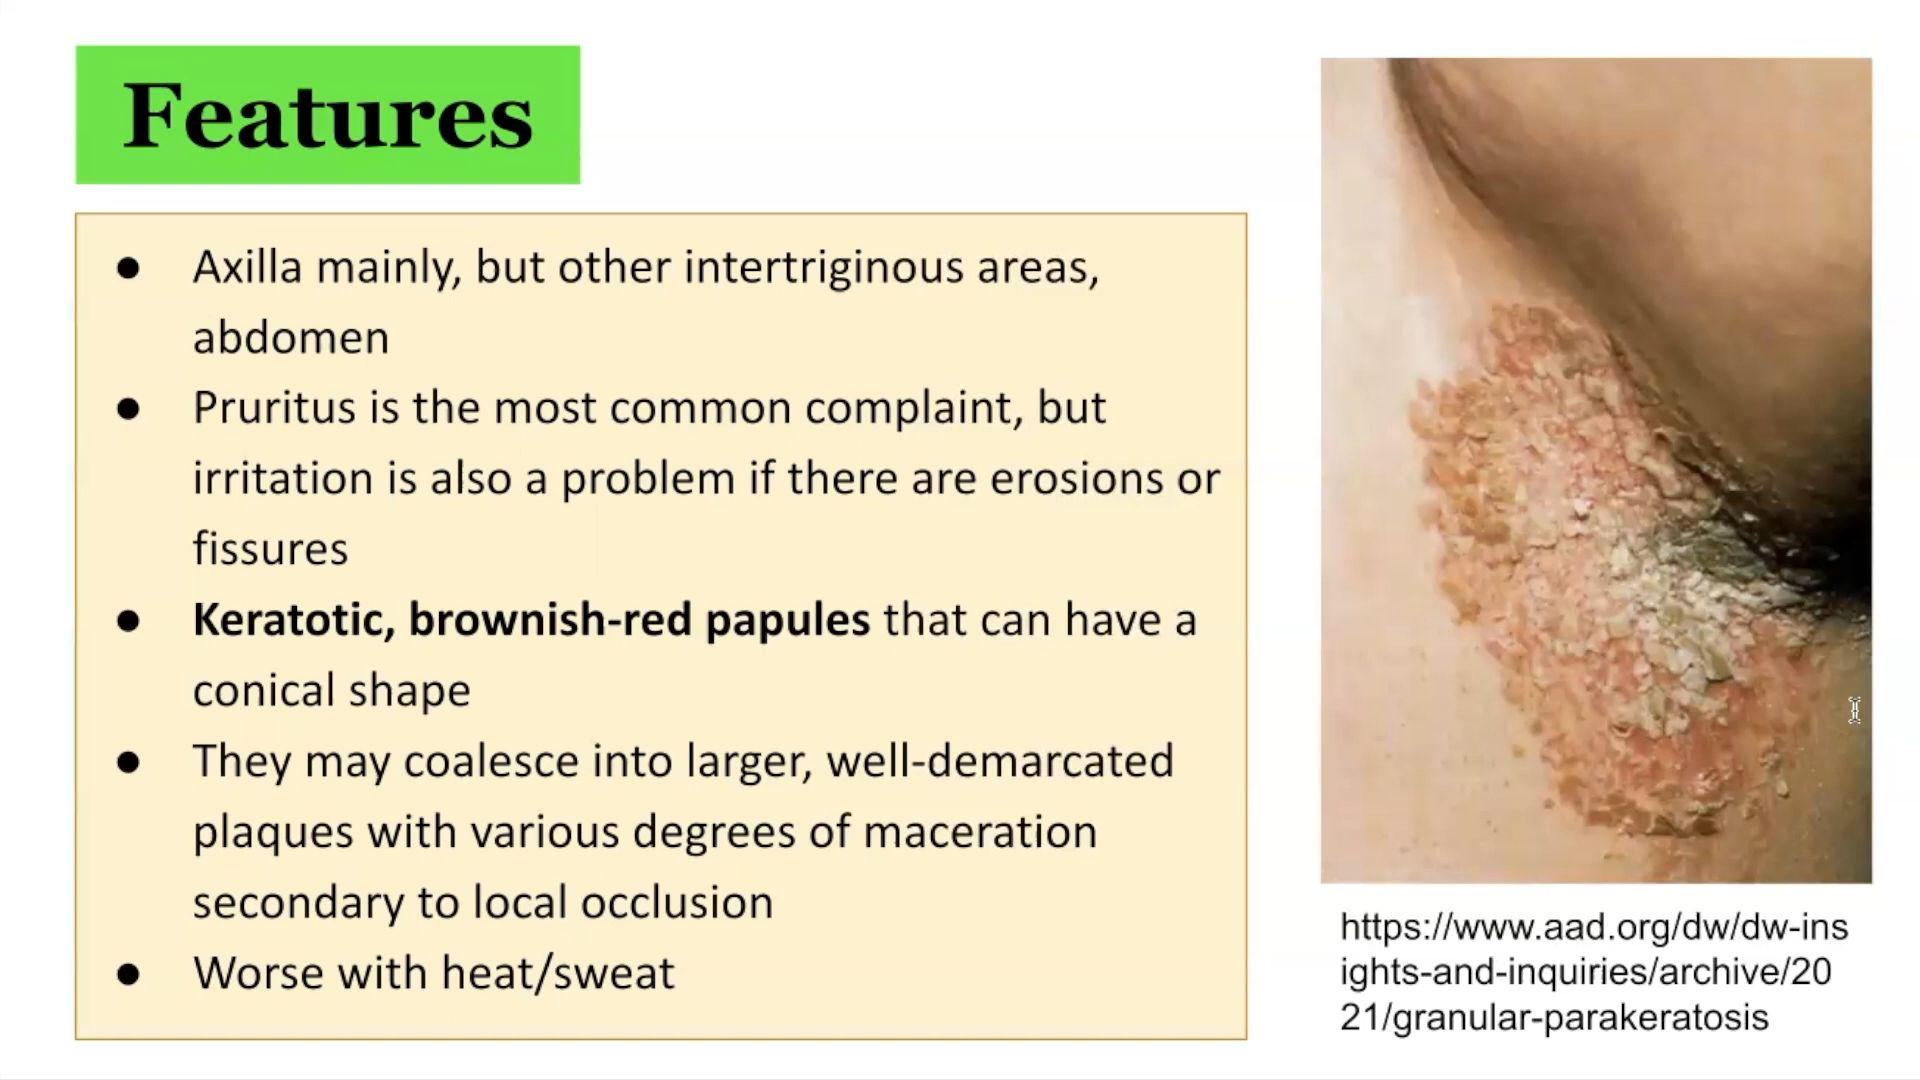 Features
● Axilla mainly, but other intertriginous areas,
abdomen
● Pruritus is the most common complaint, but
irritation is also a problem if there are erosions or
fissures
● Keratotic, brownish-red papules that can have a
conical shape
● They may coalesce into larger, well-demarcated
plaques with various degrees of maceration
secondary to local occlusion
● Worse with heat/sweat
https://www.aad.org/dw/dw-ins
ights-and-inquiries/archive/20
21/granular-parakeratosis